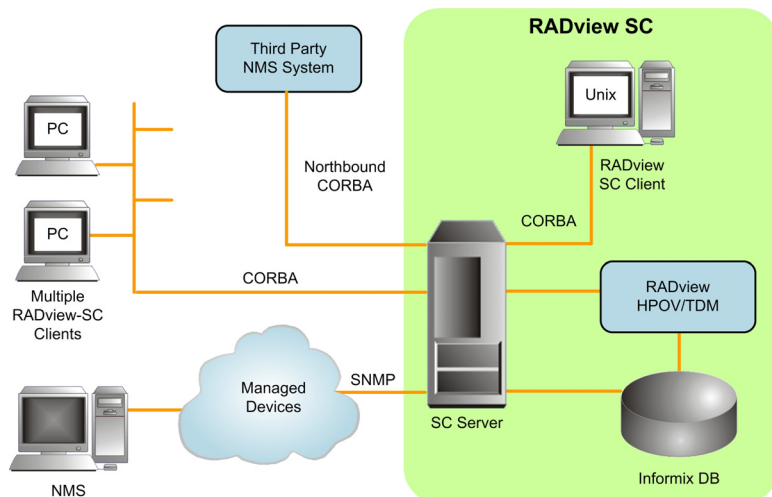 RADview SC
Third Party
NMS System
Unix
PC
RADview
SC Client
Northbound
CORBA
PC
CORBA
CORBA
Multiple
RADview-SC
Clients
RADview
HPOV/TDM
Managed
Devices
SNMP
SC Server
Informix DB
NMS